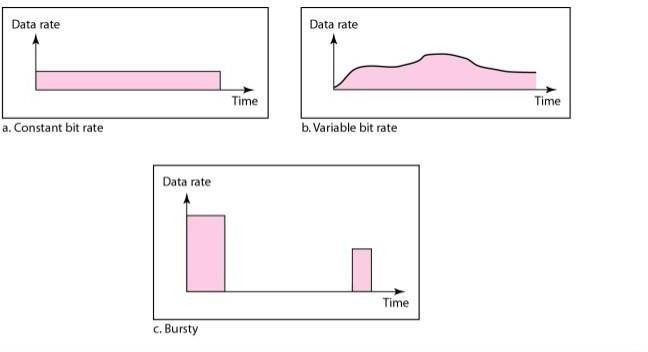 Data rate
Time
a. Constant bit rate
Data rate
Time
b. Variable bit rate
Data rate
Time
c. Bursty